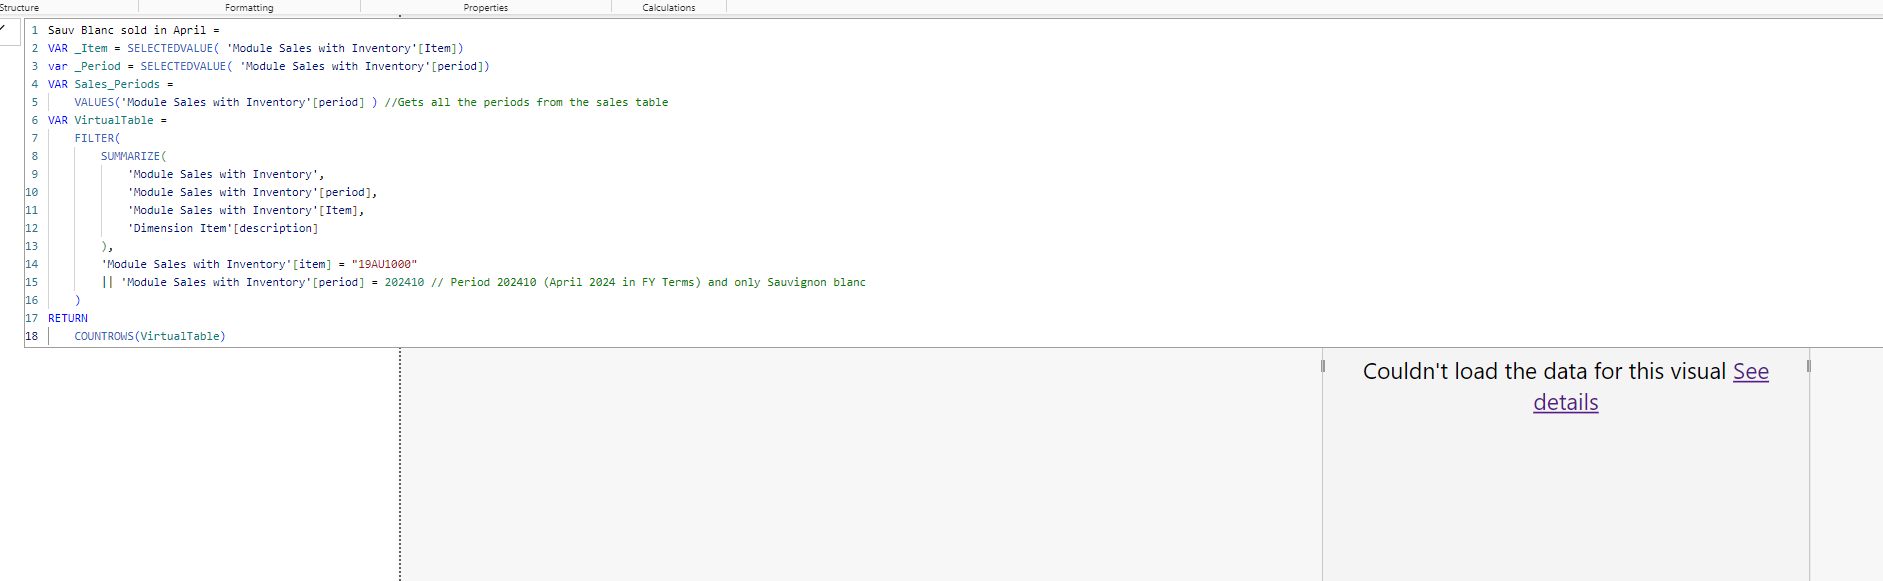 Structure Formatting Properties Calculations
1 Sauv Blanc sold in April =
2 VAR _Item = SELECTEDVALUE( 'Module Sales with Inventory'[Item])
3 var _Period = SELECTEDVALUE( 'Module Sales with Inventory'[period])
4 VAR Sales_Periods =
5 VALUES('Module Sales with Inventory'[period] ) //Gets all the periods from the sales table
6 VAR VirtualTable =
7 FILTER(
8 SUMMARIZE(
9 'Module Sales with Inventory',
10 'Module Sales with Inventory'[period],
11 'Module Sales with Inventory'[Item],
12 'Dimension Item'[description]
13 ),
14 'Module Sales with Inventory'[item] = "19AU1000"
15 || 'Module Sales with Inventory'[period] = 202410 // Period 202410 (April 2024 in FY Terms) and only Sauvignon blanc
16 )
17 RETURN
18 COUNTROWS(VirtualTable)
Couldn't load the data for this visual See
details